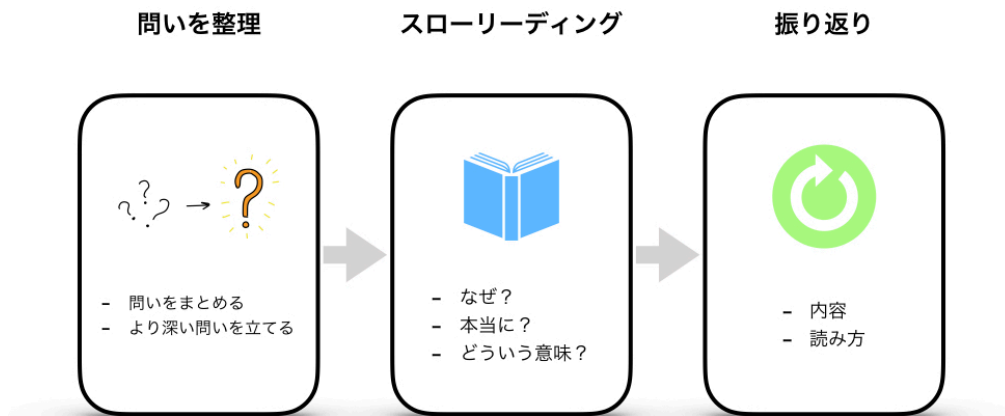 問いを整理
スローリーディング
振り返り
- 問いをまとめる
- より深い問いを立てる
- なぜ？
- 本当に？
- どういう意味？
- 内容
- 読み方